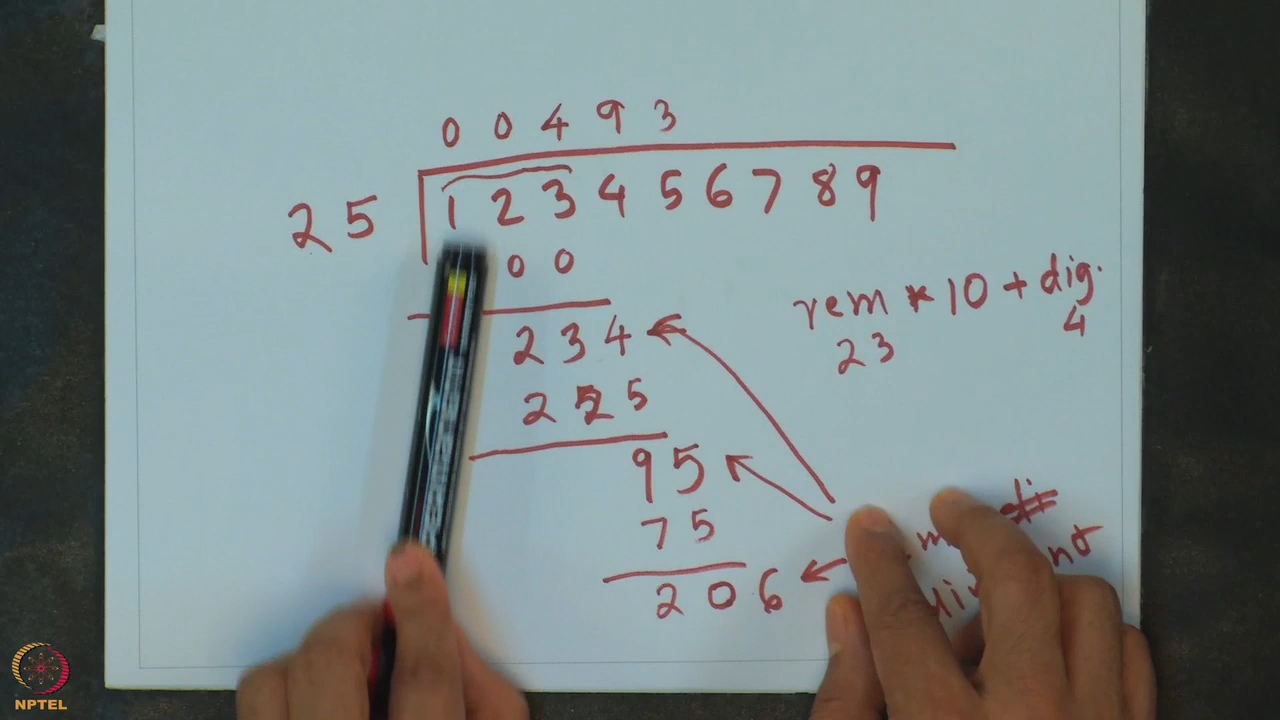 0 0 4 9 3
25 1 2 3 4 5 6 7 8 9
0 0
2 3 4
rem * 10 + dig.
23 4
2 2 5
9 5
7 5
2 0 6
NPTEL